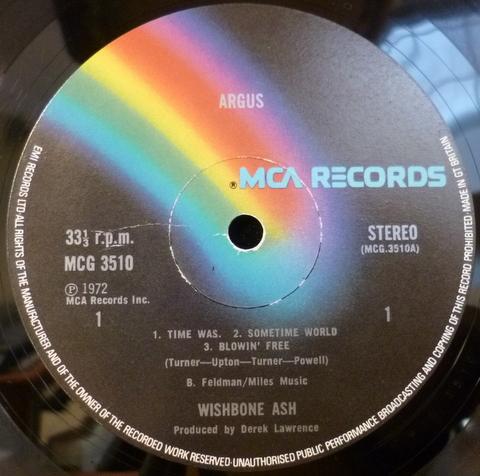 ARGUS
® MCA RECORDS
33⅓ r.p.m.
MCG 3510
STEREO
(MCG.3510A)
Ⓟ 1972
MCA Records Inc.
1
1
1. TIME WAS. 2. SOMETIME WORLD
3. BLOWIN' FREE
(Turner—Upton—Turner—Powell)
B. Feldman/Miles Music
WISHBONE ASH
Produced by Derek Lawrence
EMI RECORDS LTD·ALL RIGHTS OF THE MANUFACTURER AND OF THE OWNER OF THE RECORDED WORK RESERVED·UNAUTHORISED PUBLIC PERFORMANCE BROADCASTING AND COPYING OF THIS RECORD PROHIBITED·MADE IN GT BRITAIN